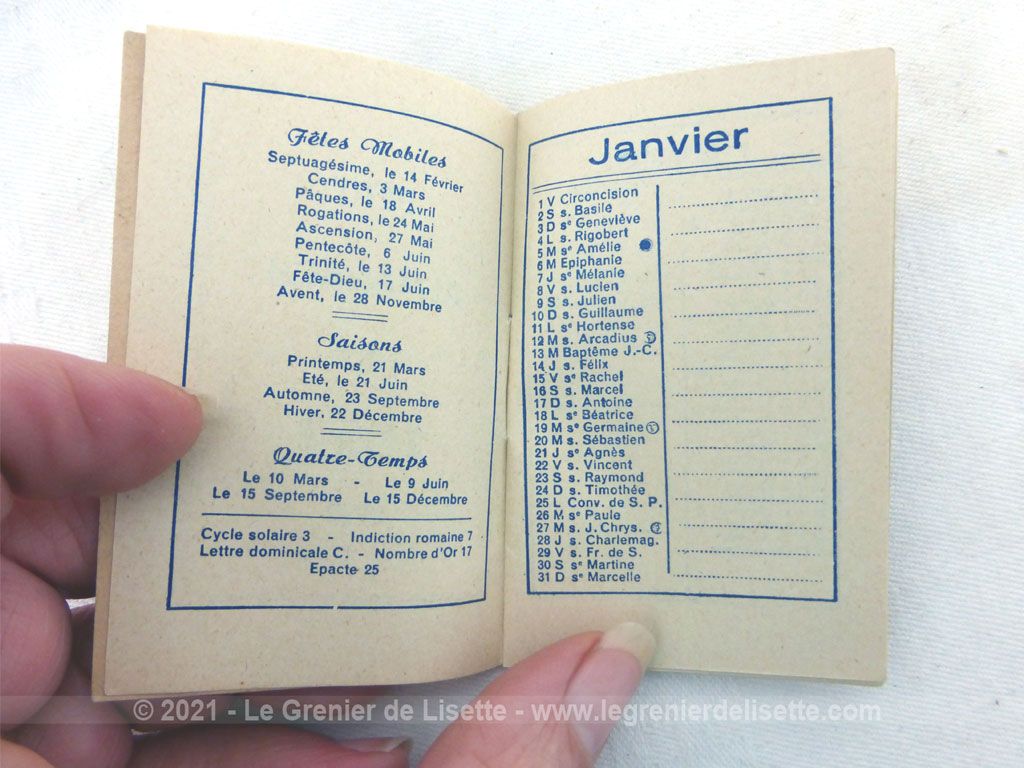 Fêtes Mobiles
Septuagésime, le 14 Février
Cendres, 3 Mars
Pâques, le 18 Avril
Rogations, le 24 Mai
Ascension, 27 Mai
Pentecôte, 6 Juin
Trinité, le 13 Juin
Fête-Dieu, 17 Juin
Avent, le 28 Novembre
Saisons
Printemps, 21 Mars
Eté, le 21 Juin
Automne, 23 Septembre
Hiver, 22 Décembre
Quatre-Temps
Le 10 Mars - Le 9 Juin
Le 15 Septembre Le 15 Décembre
Cycle solaire 3 - Indiction romaine 7
Lettre dominicale C. - Nombre d'Or 17
Epacte 25
Janvier
1 V Circoncision
2 S s. Basile
3 D sᵉ Geneviève
4 L s. Rigobert
5 M sᵉ Amélie
6 M Epiphanie
7 J sᵉ Mélanie
8 V s. Lucien
9 S s. Julien
10 D s. Guillaume
11 L sᵉ Hortense
12 M s. Arcadius
13 M Baptême J.-C.
14 J s. Félix
15 V sᵉ Rachel
16 S s. Marcel
17 D s. Antoine
18 L sᵉ Béatrice
19 M sᵉ Germaine
20 M s. Sébastien
21 J sᵉ Agnès
22 V s. Vincent
23 S s. Raymond
24 D s. Timothée
25 L Conv. de S. P.
26 M sᵉ Paule
27 M s. J. Chrys.
28 J s. Charlemag.
29 V s. Fr. de S.
30 S sᵉ Martine
31 D sᵉ Marcelle
© 2021 - Le Grenier de Lisette - www.legrenierdelisette.com